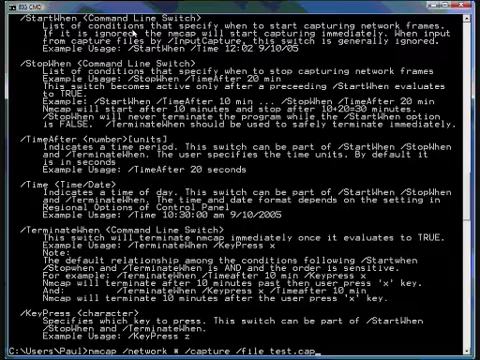 BIG CMD
/StartWhen <Command Line Switch>
List of conditions that specify when to start capturing network frames.
If it is ignored the nmcap will start capturing immediately. When input
from capture files by /InputCapture, this switch is generally ignored.
Example Usage: /StartWhen /Time 12:02 9/10/05
/StopWhen <Command Line Switch>
List of conditions that specify when to stop capturing network frames
Example Usage: /StopWhen /TimeAfter 20 min
This switch becomes active only after a preceeding /StartWhen evaluates
to TRUE.
Example: /StartWhen /TimeAfter 10 min ... /StopWhen /TimeAfter 20 min
Nmcap will start after 10 minutes and stop after 10+20=30 minutes.
/StopWhen will never terminate the program while the /StartWhen option
is FALSE. /TerminateWhen should be used to safely terminate immediately.
/TimeAfter <number>[units]
Indicates a time period. This switch can be part of /StartWhen /StopWhen
and /TerminateWhen. The user specifies the time units. By default it
is in seconds
Example Usage: /TimeAfter 20 seconds
/Time <Time/Date>
Indicates a time of day. This switch can be part of /StartWhen /StopWhen
and /TerminateWhen. The time and date format depends on the setting in
Regional Options of Control Panel
Example Usage: /Time 10:30:00 am 9/10/2005
/TerminateWhen <Command Line Switch>
This switch will terminate nmcap immediately once it evaluates to TRUE.
Example Usage: /TerminateWhen /KeyPress x
Note:
The default relationship among the conditions following /Startwhen
/Stopwhen and /TerminateWhen is AND and the order is sensitive.
For example: /TerminateWhen /Timeafter 10 min /KeyPress x
Nmcap will terminate after 10 minutes past then user press 'x' key.
And: /TerminateWhen /Keypress x /Timeafter 10 min
Nmcap will terminate 10 minutes after the user press 'x' key.
/KeyPress <character>
Specifies which key to press. This switch can be part of /StartWhen
/StopWhen and /TerminateWhen.
Example Usage: /KeyPress z
C:\Users\Paul>nmcap /network * /capture /file test.cap